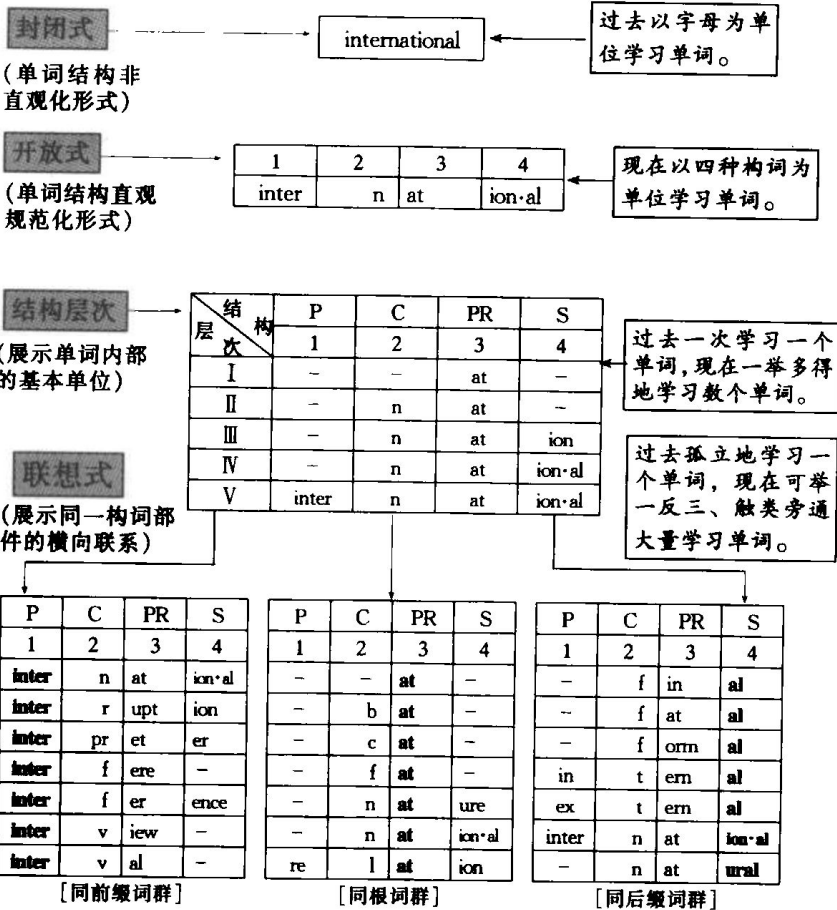 封闭式
international
过去以字母为单
位学习单词。
(单词结构非
直观化形式)
开放式
1 2 3 4
inter n at ion·al
现在以四种构词为
单位学习单词。
(单词结构直观
规范化形式)
结构层次
(展示单词内部
的基本单位)
结构 层次 P C PR S
1 2 3 4
Ⅰ - - at -
Ⅱ - n at -
Ⅲ - n at ion
Ⅳ - n at ion·al
Ⅴ inter n at ion·al
过去一次学习一个
单词,现在一举多得
地学习数个单词。
联想式
(展示同一构词部
件的横向联系)
过去孤立地学习一
个单词，现在可举
一反三、触类旁通
大量学习单词。
P C PR S
1 2 3 4
inter n at ion·al
inter r upt ion
inter pr et er
inter f ere -
inter f er ence
inter v iew -
inter v al -
[同前缀词群]
P C PR S
1 2 3 4
- - at -
- b at -
- c at -
- f at -
- n at ure
- n at ion·al
re l at ion
[同根词群]
P C PR S
1 2 3 4
- f in al
- f at al
- f orm al
in t ern al
ex t ern al
inter n at ion·al
- n at ural
[同后缀词群]